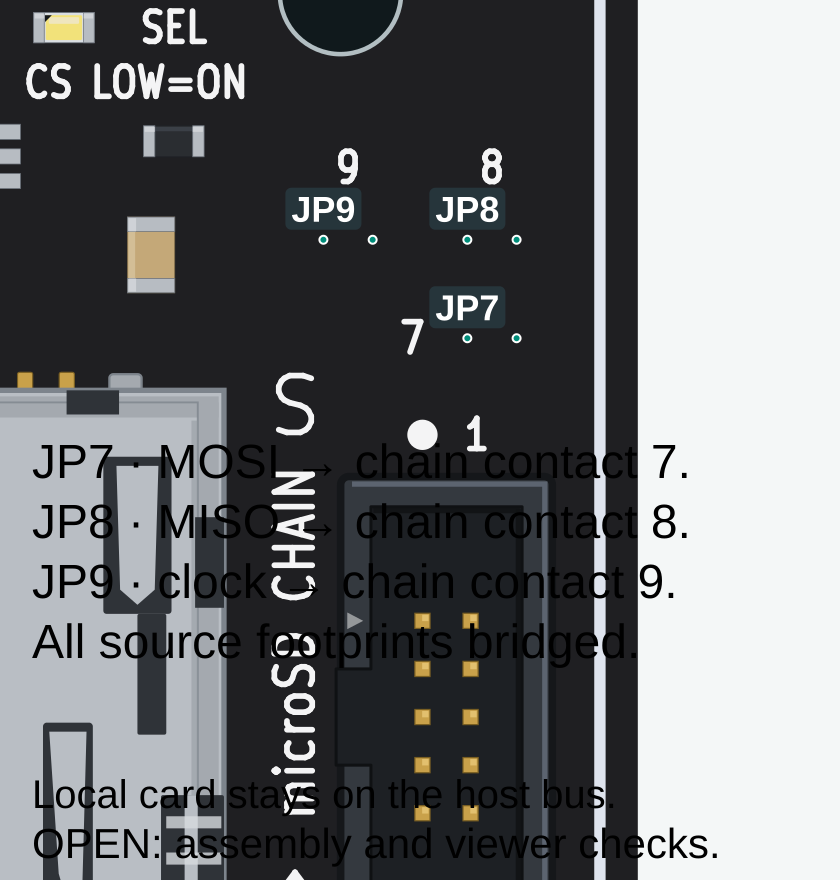 SEL
CS LOW=ON
9 8
JP9 JP8
JP7
7
1
microSD CHAIN S
JP7 · MOSI → chain contact 7.
JP8 · MISO → chain contact 8.
JP9 · clock → chain contact 9.
All source footprints bridged.
Local card stays on the host bus.
OPEN: assembly and viewer checks.